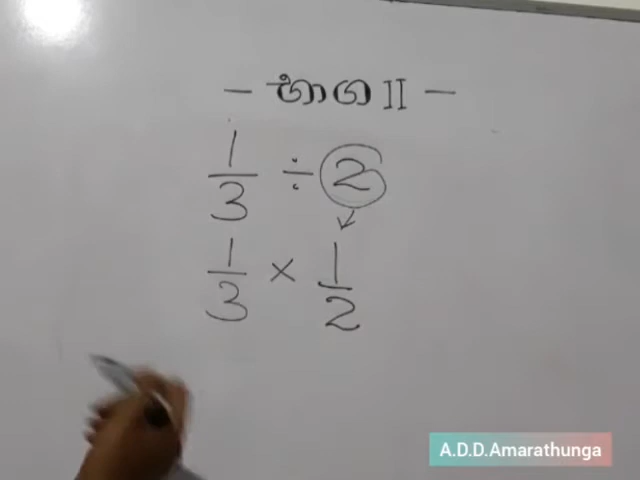 - භාග II -
1/3 ÷ 2
1/3 × 1/2
A.D.D.Amarathunga